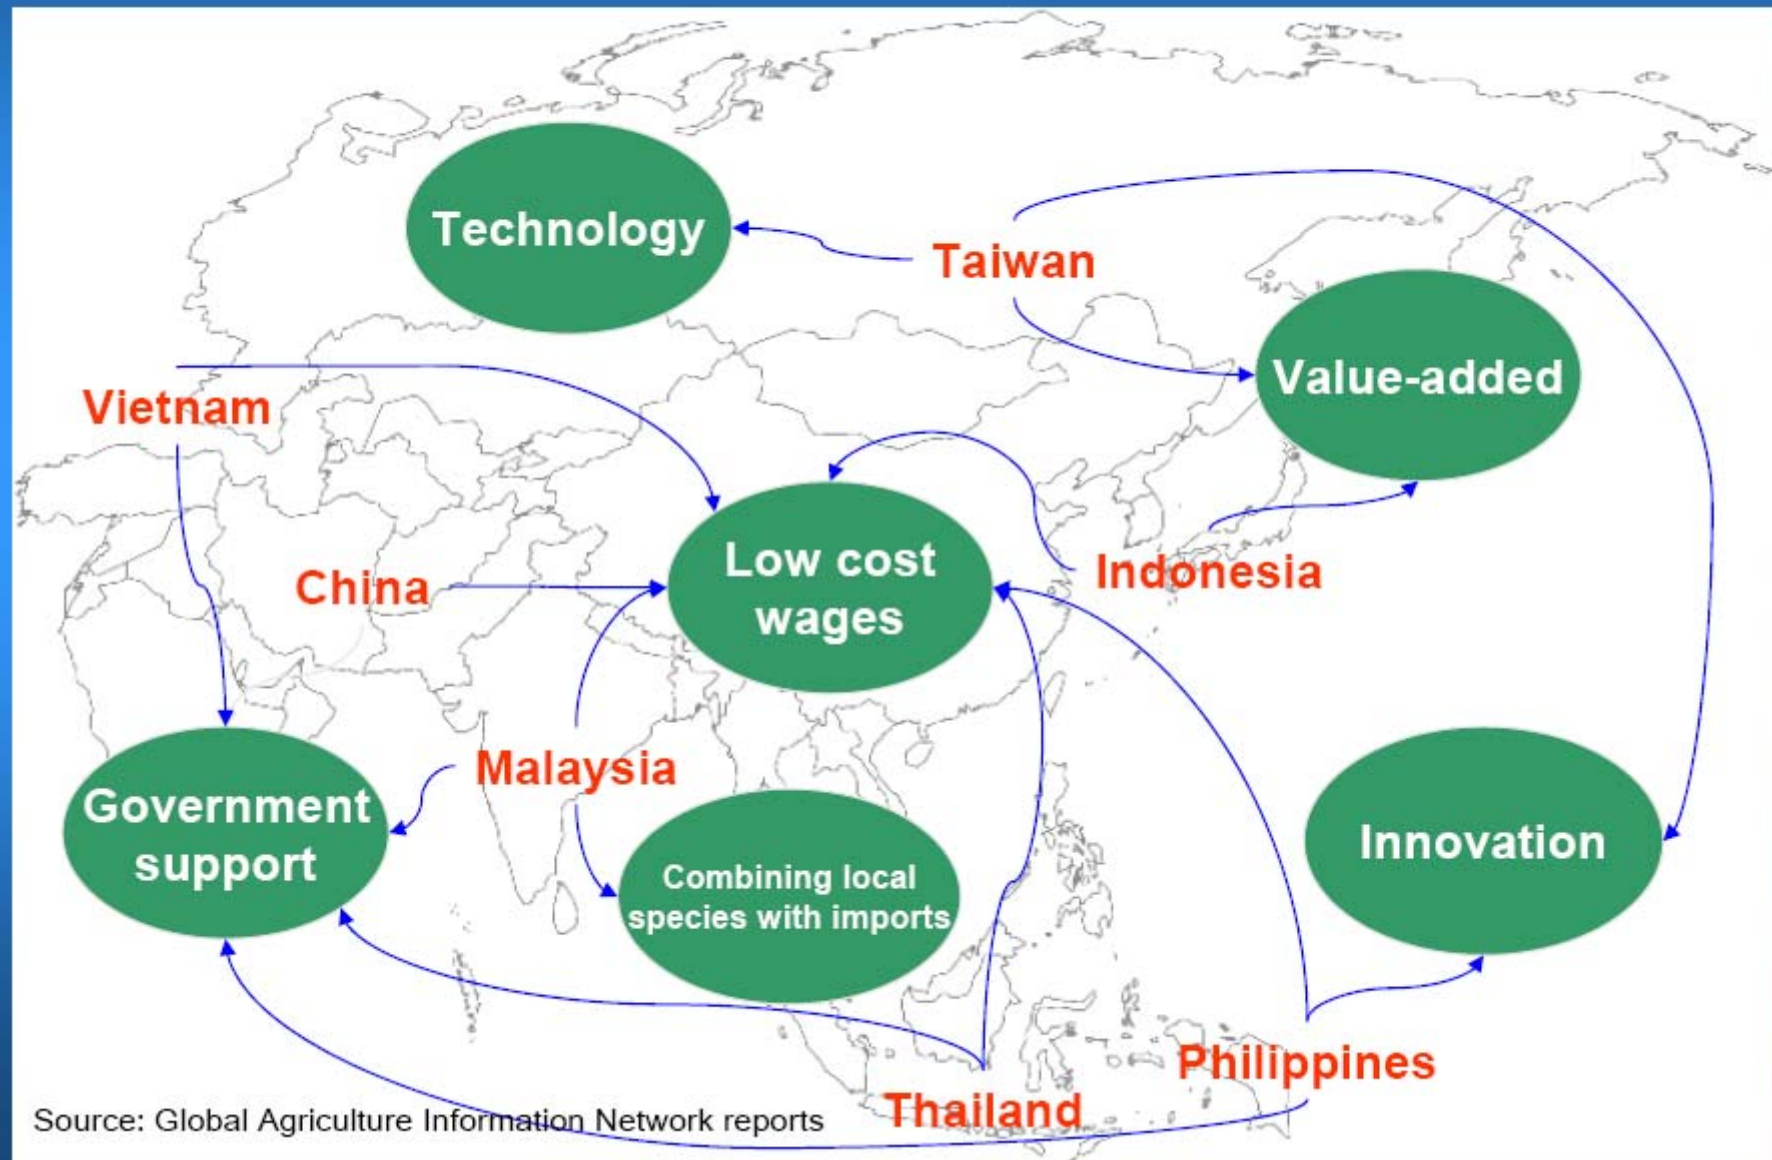 Technology
Taiwan
Value-added
Vietnam
Low cost
wages
China
Indonesia
Malaysia
Government
support
Combining local
species with imports
Innovation
Philippines
Thailand
Source: Global Agriculture Information Network reports